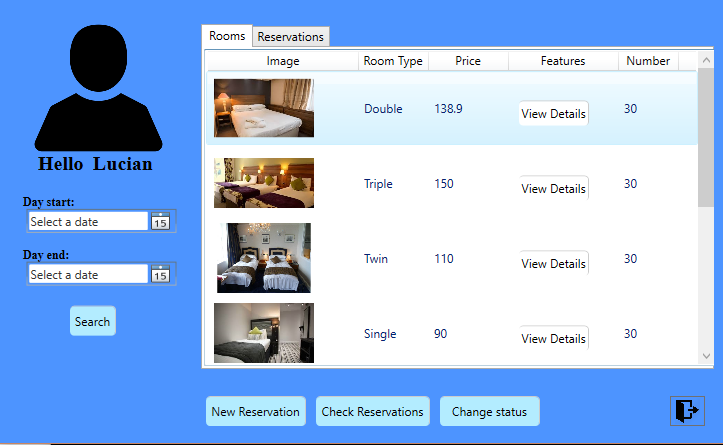 Hello Lucian
Day start:
Select a date 15
Day end:
Select a date 15
Search
Rooms Reservations
Image Room Type Price Features Number
Double 138.9 View Details 30
Triple 150 View Details 30
Twin 110 View Details 30
Single 90 View Details 30
New Reservation Check Reservations Change status